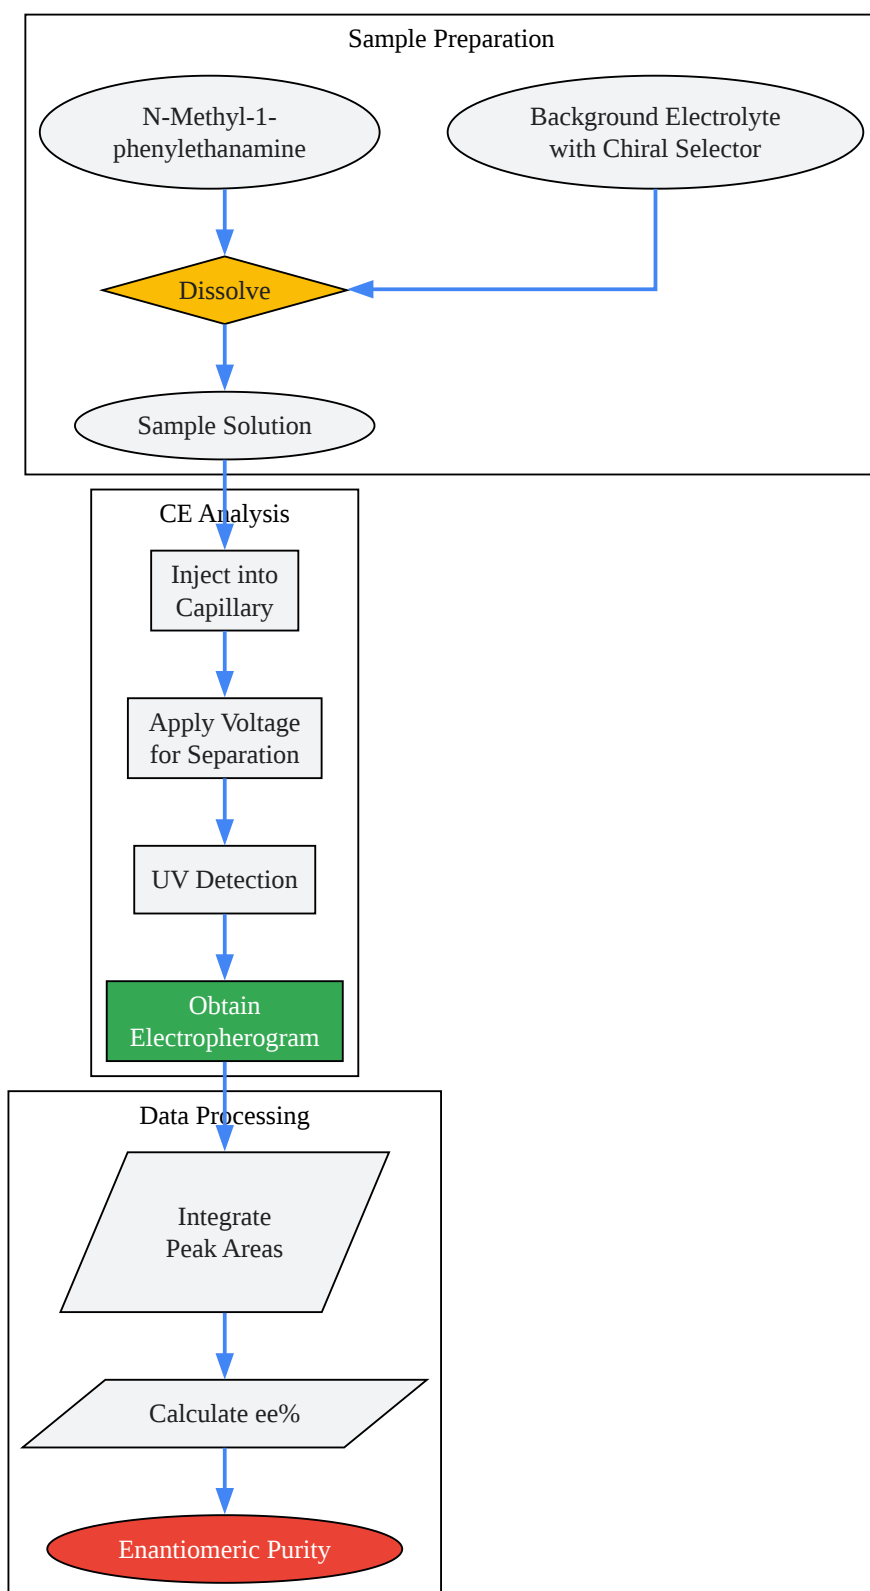 Sample Preparation
N-Methyl-1-
phenylethanamine
Background Electrolyte
with Chiral Selector
Dissolve
Sample Solution
CE Analysis
Inject into
Capillary
Apply Voltage
for Separation
UV Detection
Obtain
Electropherogram
Data Processing
Integrate
Peak Areas
Calculate ee%
Enantiomeric Purity